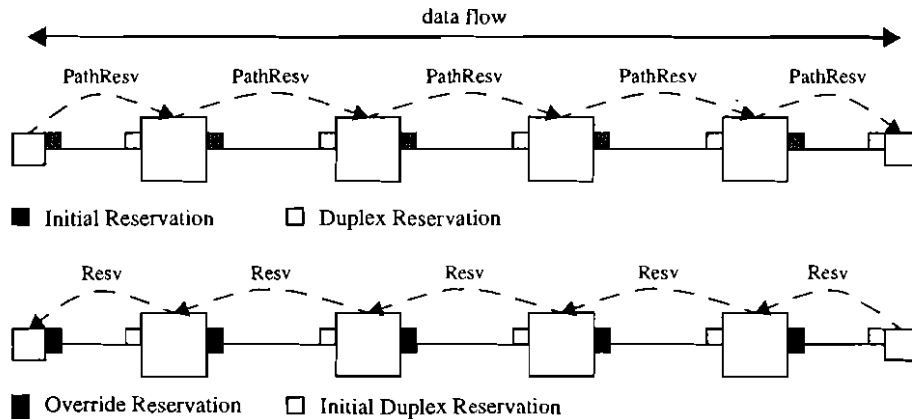 data flow
PathResv PathResv PathResv PathResv PathResv
Initial Reservation Duplex Reservation
Resv Resv Resv Resv Resv
Override Reservation Initial Duplex Reservation